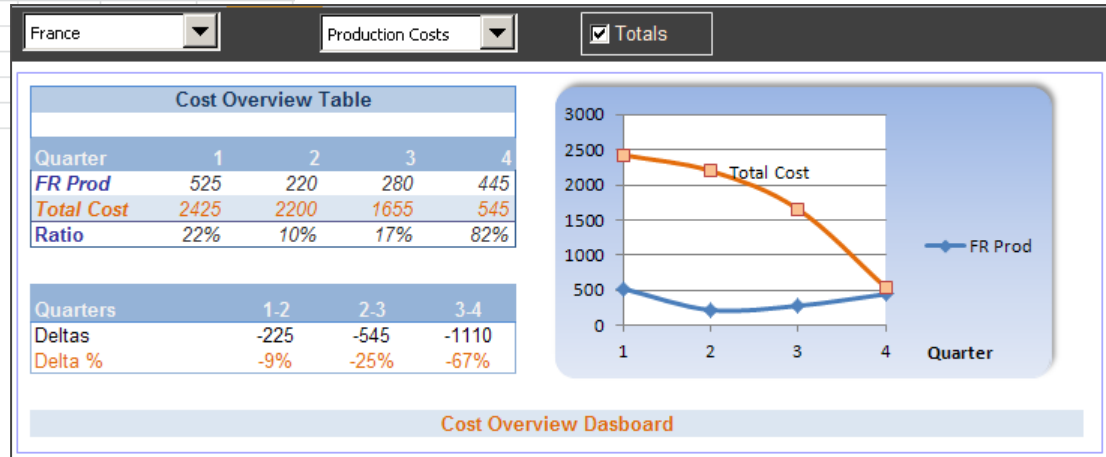 France
Production Costs
Totals
Cost Overview Table
Quarter 1 2 3 4
FR Prod 525 220 280 445
Total Cost 2425 2200 1655 545
Ratio 22% 10% 17% 82%
Quarters 1-2 2-3 3-4
Deltas -225 -545 -1110
Delta % -9% -25% -67%
3000
2500
2000
1500
1000
500
0
Total Cost
FR Prod
1 2 3 4 Quarter
Cost Overview Dasboard